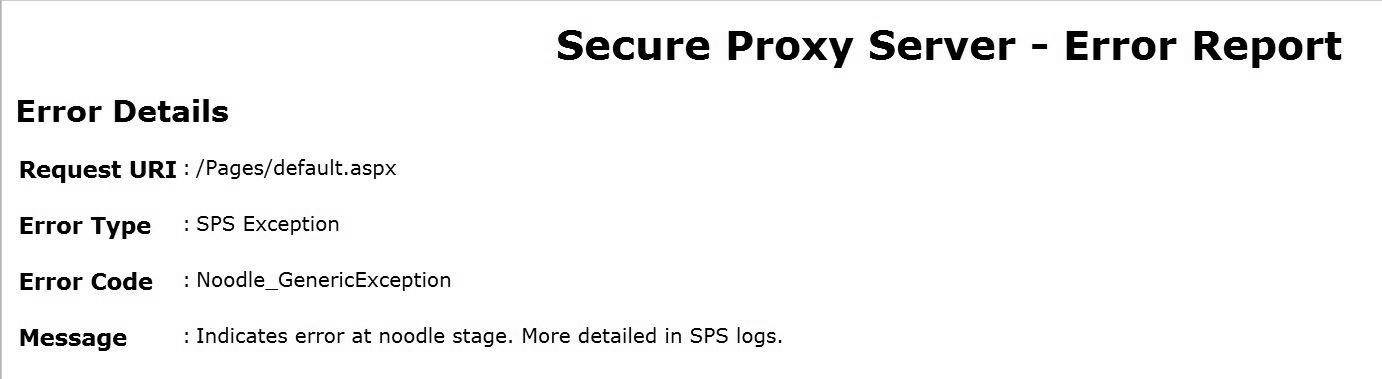 Secure Proxy Server - Error Report
Error Details
Request URI : /Pages/default.aspx
Error Type : SPS Exception
Error Code : Noodle_GenericException
Message : Indicates error at noodle stage. More detailed in SPS logs.